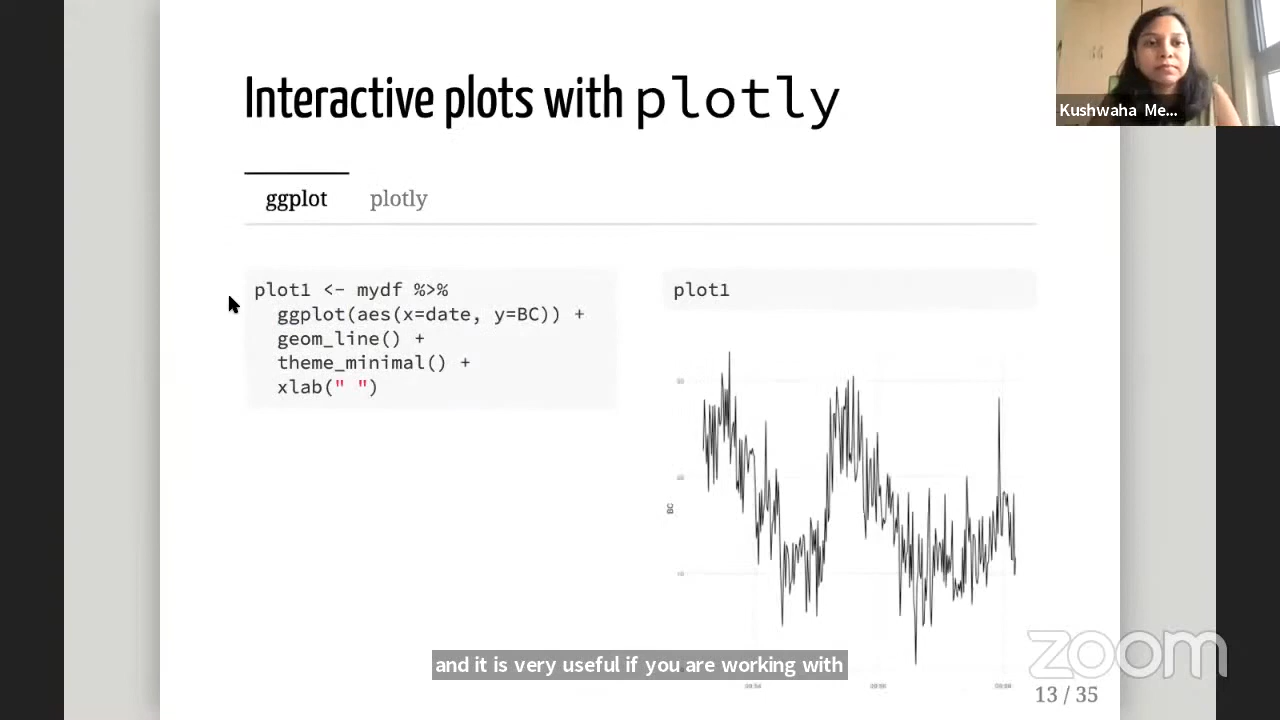 Interactive plots with plotly
Kushwaha Me...
ggplot plotly
plot1 <- mydf %>%
ggplot(aes(x=date, y=BC)) +
geom_line() +
theme_minimal() +
xlab(" ")
plot1
BC
and it is very useful if you are working with
zoom
13 / 35